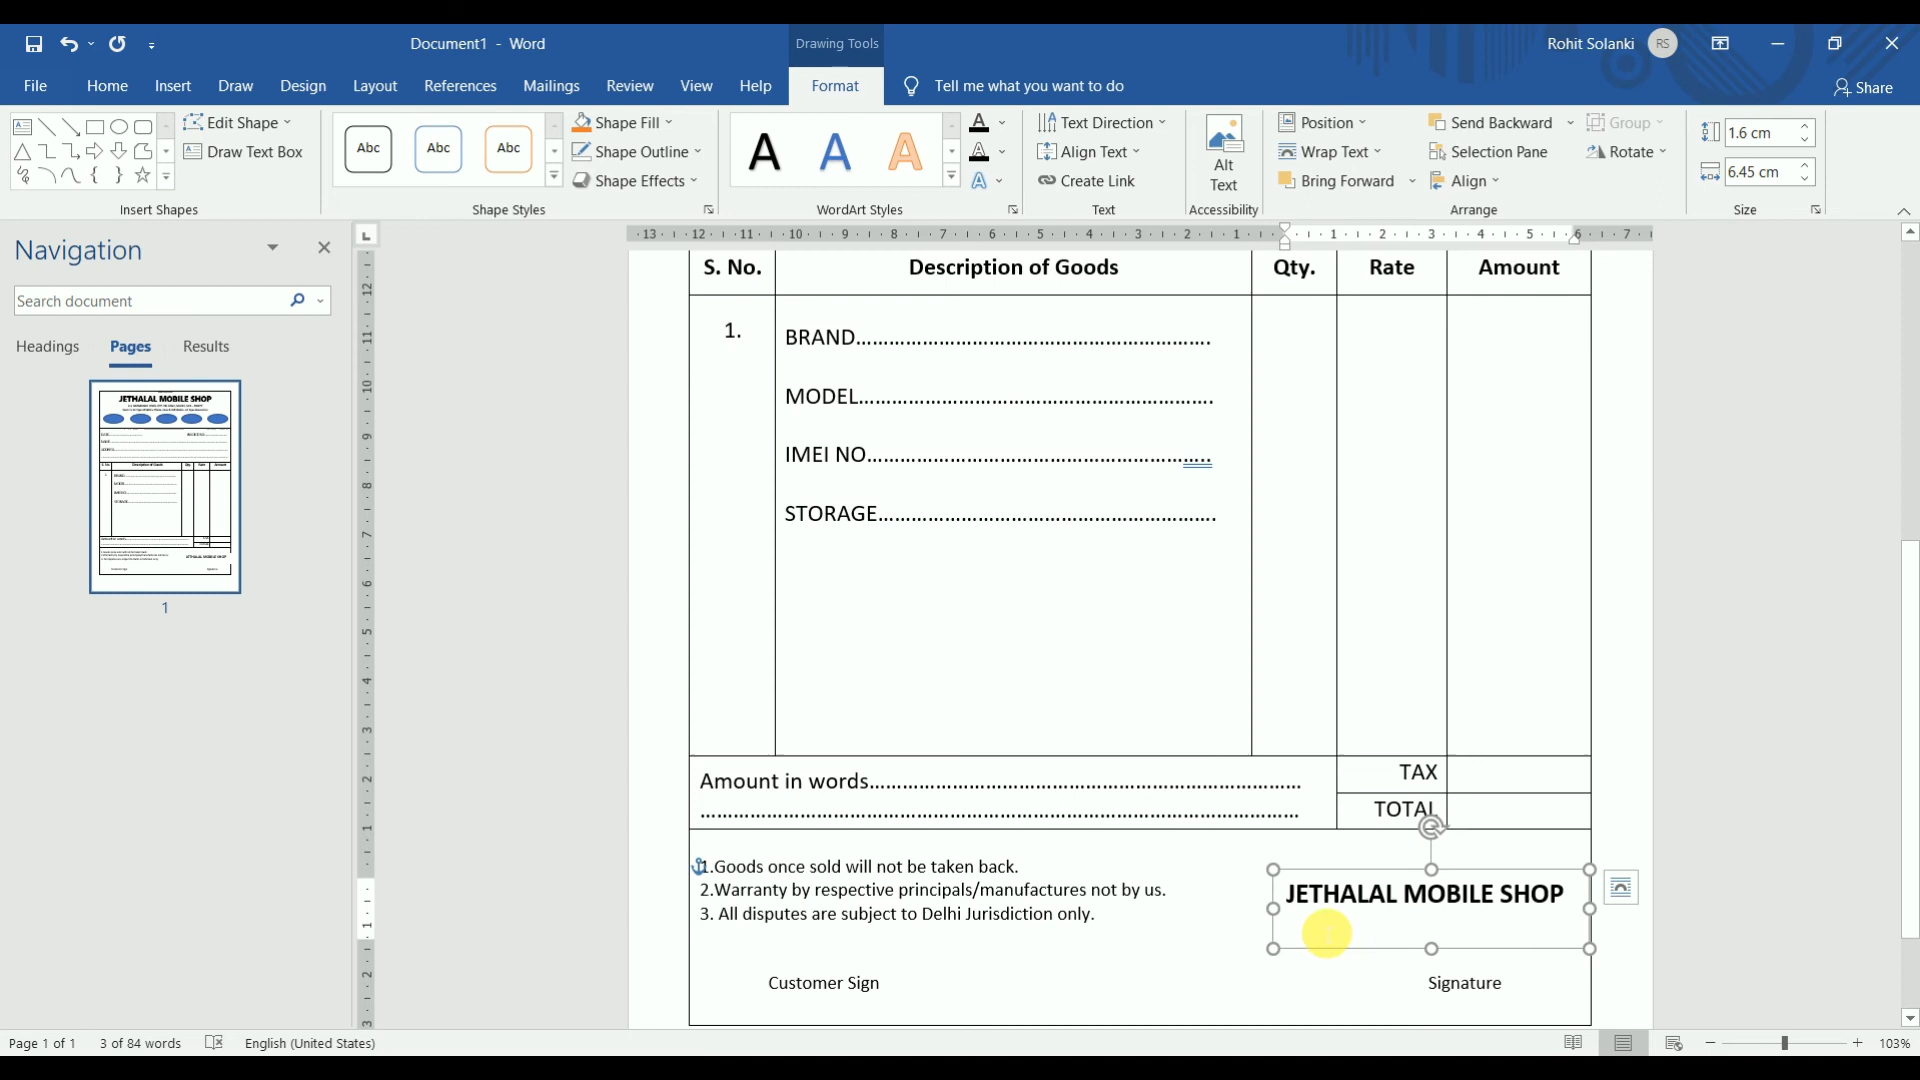 Document1 - Word
Drawing Tools
Rohit Solanki
RS
File
Home
Insert
Draw
Design
Layout
References
Mailings
Review
View
Help
Format
Tell me what you want to do
Share
Edit Shape
Draw Text Box
Insert Shapes
Abc
Abc
Abc
Shape Fill
Shape Outline
Shape Effects
Shape Styles
A A A
WordArt Styles
Text Direction
Align Text
Create Link
Text
Alt
Text
Accessibility
Position
Wrap Text
Bring Forward
Send Backward
Selection Pane
Align
Group
Rotate
Arrange
1.6 cm
6.45 cm
Size
Navigation
Search document
Headings
Pages
Results
JETHALAL MOBILE SHOP
1
S. No.
Description of Goods
Qty.
Rate
Amount
1.
BRAND……………………………………………………….
MODEL……………………………………………………….
IMEI NO……………………………………………………..
STORAGE…………………………………………………….
Amount in words……………………………………………………………………
………………………………………………………………………………………………
TAX
TOTAL
1.Goods once sold will not be taken back.
2.Warranty by respective principals/manufactures not by us.
3. All disputes are subject to Delhi Jurisdiction only.
JETHALAL MOBILE SHOP
Customer Sign
Signature
Page 1 of 1
3 of 84 words
English (United States)
103%